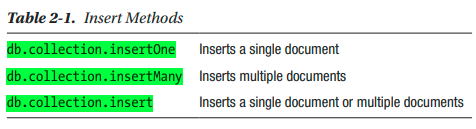 Table 2-1. Insert Methods
db.collection.insertOne Inserts a single document
db.collection.insertMany Inserts multiple documents
db.collection.insert Inserts a single document or multiple documents